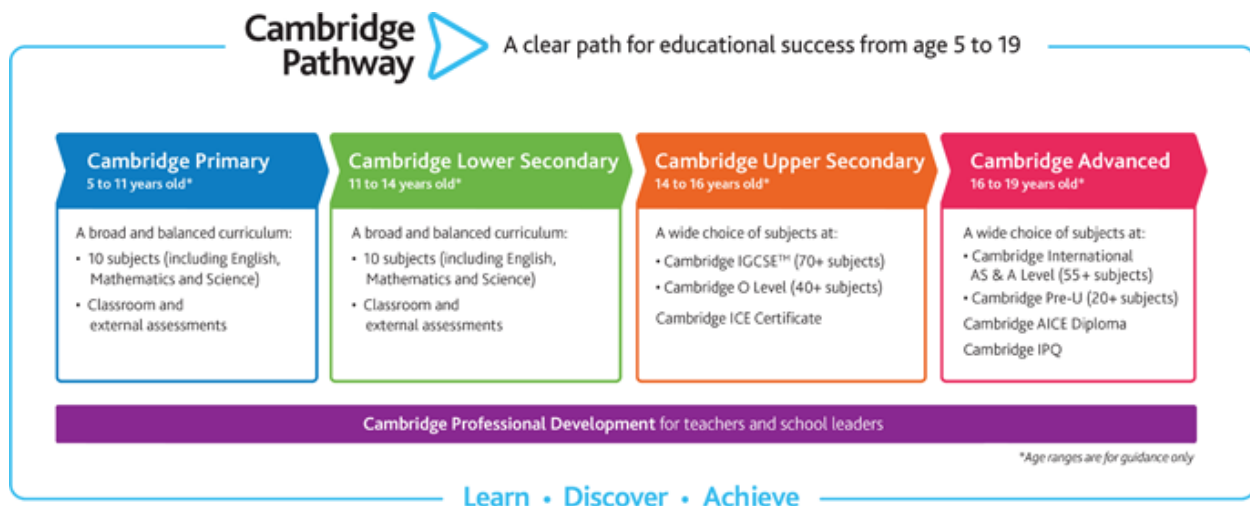 Cambridge
Pathway
A clear path for educational success from age 5 to 19
Cambridge Primary
5 to 11 years old*
A broad and balanced curriculum:
• 10 subjects (including English,
Mathematics and Science)
• Classroom and
external assessments
Cambridge Lower Secondary
11 to 14 years old*
A broad and balanced curriculum:
• 10 subjects (including English,
Mathematics and Science)
• Classroom and
external assessments
Cambridge Upper Secondary
14 to 16 years old*
A wide choice of subjects at:
• Cambridge IGCSE™ (70+ subjects)
• Cambridge O Level (40+ subjects)
Cambridge ICE Certificate
Cambridge Advanced
16 to 19 years old*
A wide choice of subjects at:
• Cambridge International
AS & A Level (55+ subjects)
• Cambridge Pre-U (20+ subjects)
Cambridge AICE Diploma
Cambridge IPQ
Cambridge Professional Development for teachers and school leaders
*Age ranges are for guidance only
Learn • Discover • Achieve